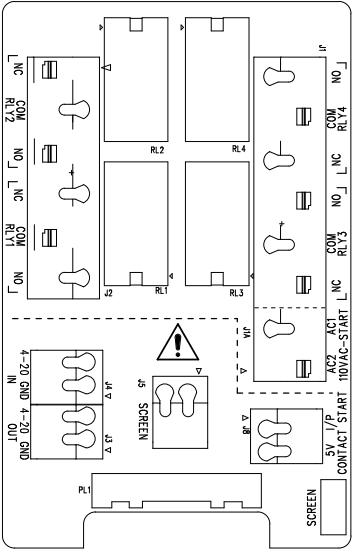 NC
COM
RLY2
NO
NC
COM
RLY1
NO
J2
RL2
RL4
RL1
RL3
J1
NO
COM
RLY4
NC
NO
COM
RLY3
NC
J1A
AC1
AC2
110VAC-START
4-20 GND
IN
J4
4-20 GND
OUT
J3
J5
SCREEN
J8
5V I/P
CONTACT START
PL1
SCREEN